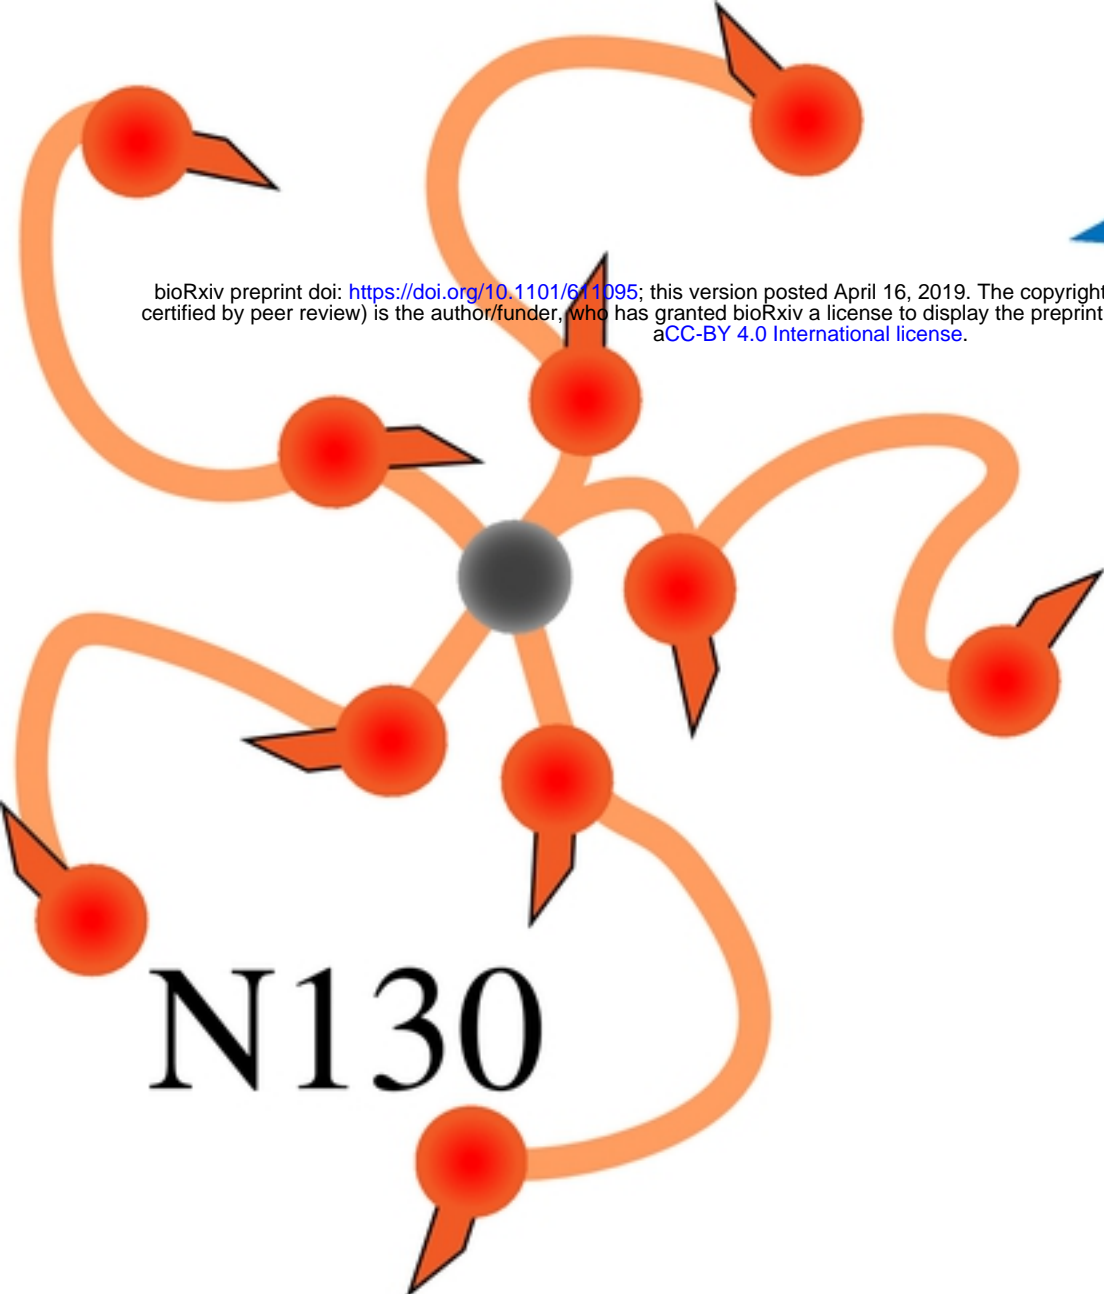 bioRxiv preprint doi: https://doi.org/10.1101/611095; this version posted April 16, 2019. The copyright
certified by peer review) is the author/funder, who has granted bioRxiv a license to display the preprint
aCC-BY 4.0 International license.
N130